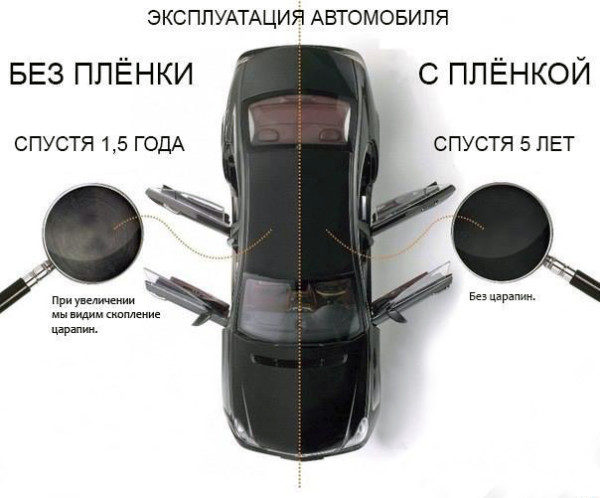 ЭКСПЛУАТАЦИЯ АВТОМОБИЛЯ
БЕЗ ПЛЁНКИ
С ПЛЁНКОЙ
СПУСТЯ 1,5 ГОДА
СПУСТЯ 5 ЛЕТ
При увеличении
мы видим скопление
царапин.
Без царапин.